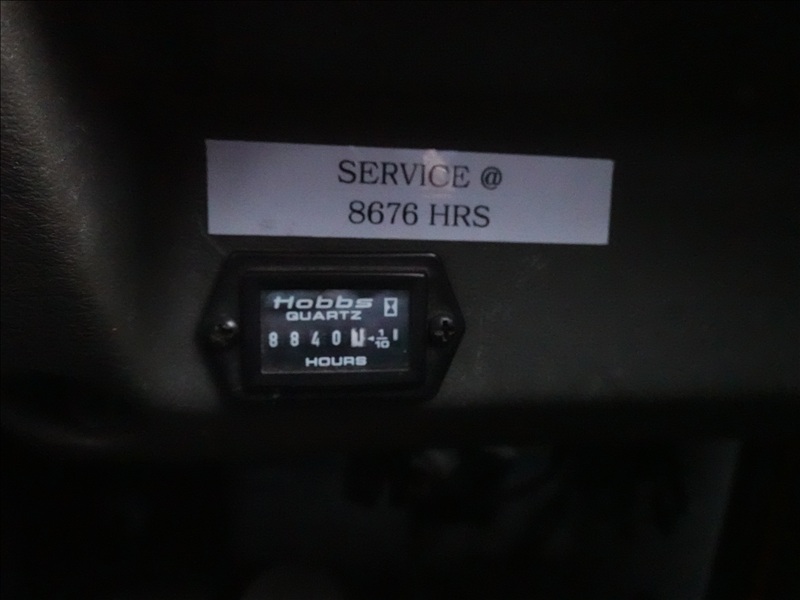 SERVICE @
8676 HRS
Hobbs
QUARTZ
8840 1/10
HOURS